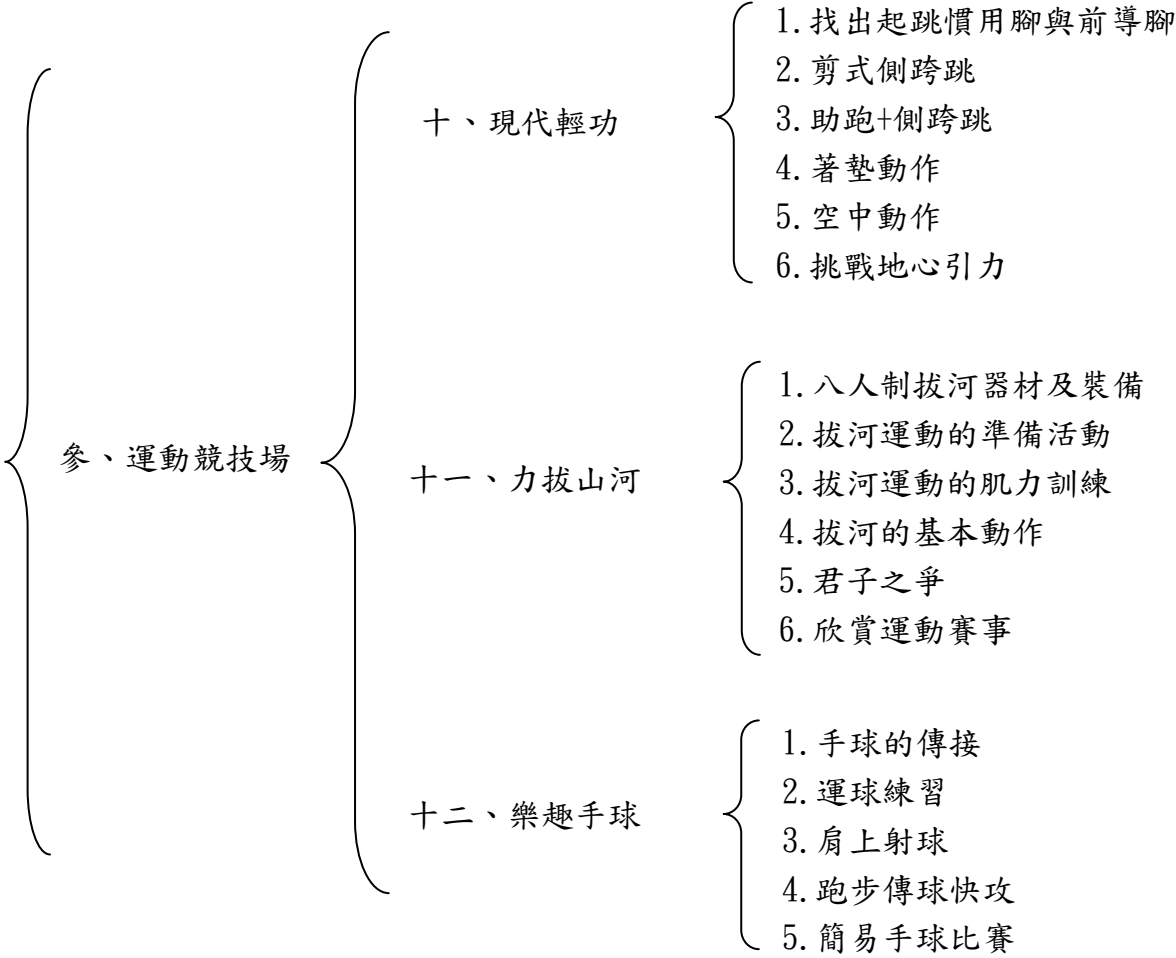 參、運動競技場
十、現代輕功
1.找出起跳慣用腳與前導腳
2.剪式側跨跳
3.助跑+側跨跳
4.著墊動作
5.空中動作
6.挑戰地心引力
十一、力拔山河
1.八人制拔河器材及裝備
2.拔河運動的準備活動
3.拔河運動的肌力訓練
4.拔河的基本動作
5.君子之爭
6.欣賞運動賽事
十二、樂趣手球
1.手球的傳接
2.運球練習
3.肩上射球
4.跑步傳球快攻
5.簡易手球比賽